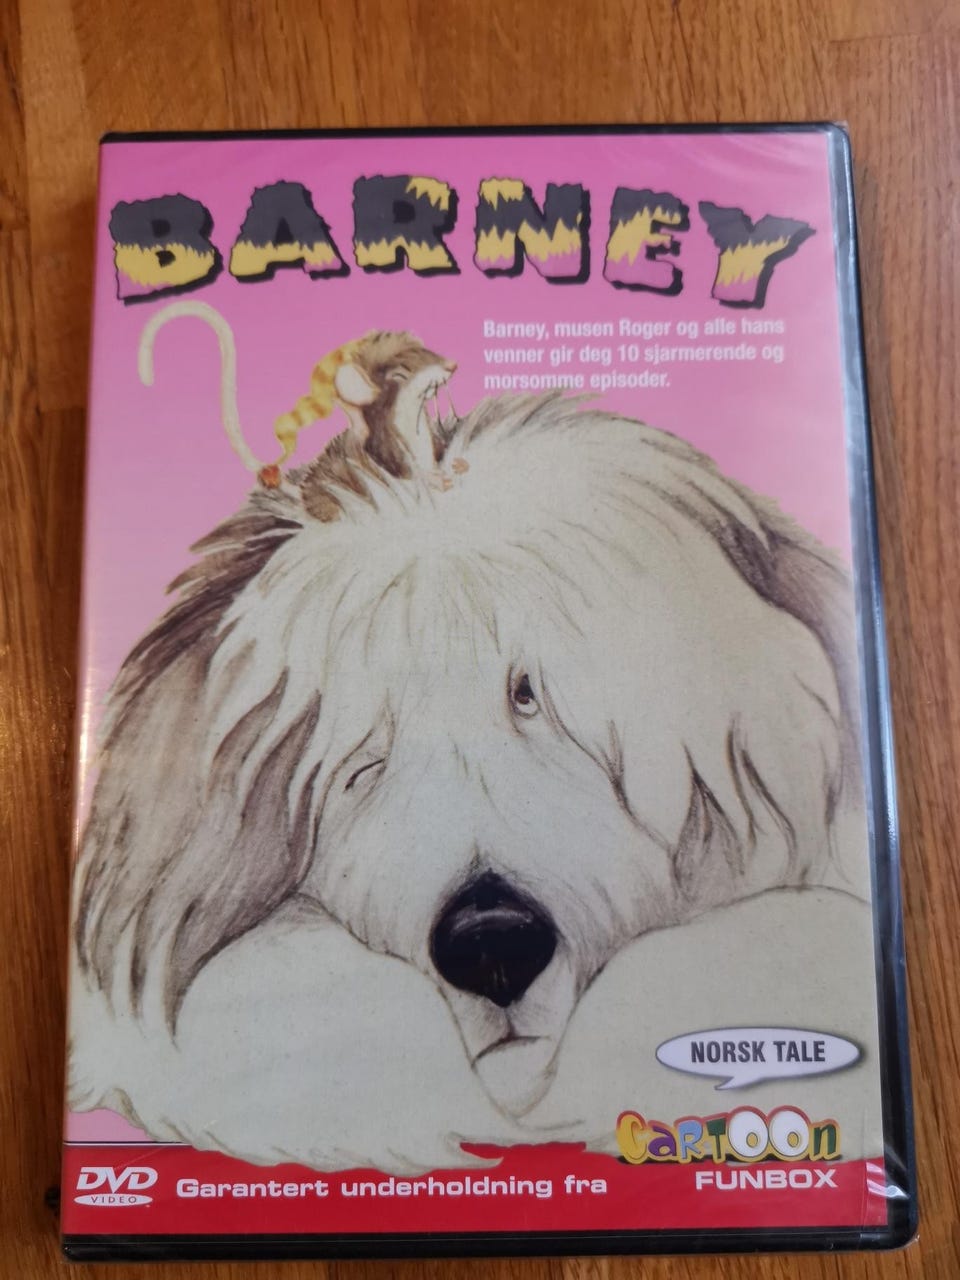 BARNEY
Barney, musen Roger og alle hans
venner gir deg 10 sjarmerende og
morsomme episoder.
NORSK TALE
CARTOON
FUNBOX
DVD
VIDEO
Garantert underholdning fra